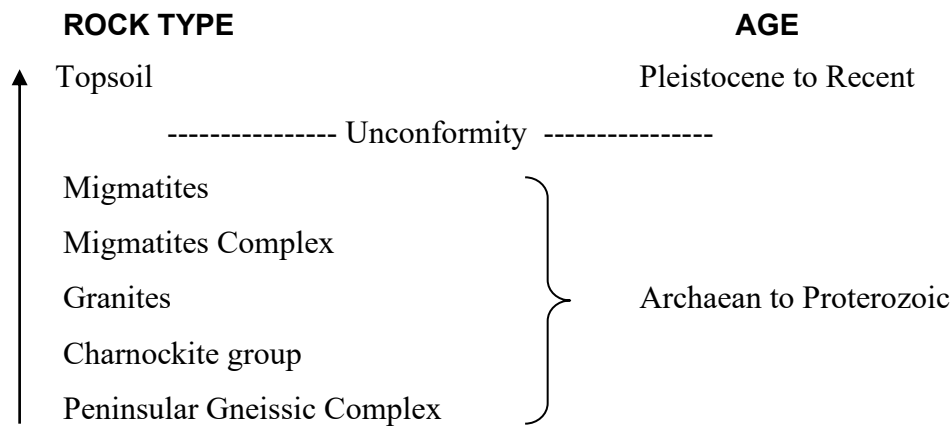 ROCK TYPE AGE
Topsoil Pleistocene to Recent
---------------- Unconformity ----------------
Migmatites
Migmatites Complex
Granites Archaean to Proterozoic
Charnockite group
Peninsular Gneissic Complex